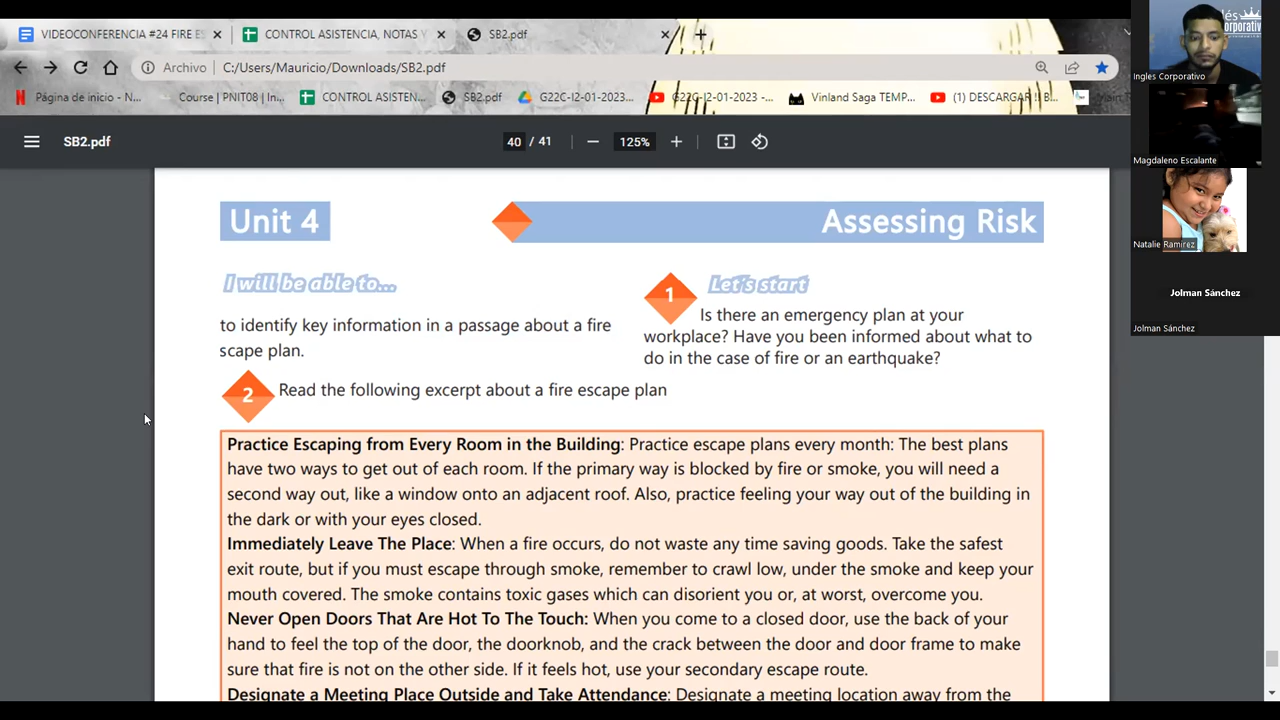 VIDEOCONFERENCIA #24 FIRE ES
CONTROL ASISTENCIA, NOTAS Y
SB2.pdf
Archivo
C:/Users/Mauricio/Downloads/SB2.pdf
Página de inicio - N...
Course | PNIT08 | In...
CONTROL ASISTEN...
SB2.pdf
G22C-I2-01-2023 -...
G22C-I2-01-2023 -...
Vinland Saga TEMP...
(1) DESCARGAR !! B...
SB2.pdf
40 / 41
125%
Ingles Corporativo
Magdaleno Escalante
Natalie Ramirez
Jolman Sánchez
Jolman Sánchez
Unit 4
Assessing Risk
I will be able to...
to identify key information in a passage about a fire
scape plan.
1
Let´s start
Is there an emergency plan at your
workplace? Have you been informed about what to
do in the case of fire or an earthquake?
2
Read the following excerpt about a fire escape plan
Practice Escaping from Every Room in the Building: Practice escape plans every month: The best plans
have two ways to get out of each room. If the primary way is blocked by fire or smoke, you will need a
second way out, like a window onto an adjacent roof. Also, practice feeling your way out of the building in
the dark or with your eyes closed.
Immediately Leave The Place: When a fire occurs, do not waste any time saving goods. Take the safest
exit route, but if you must escape through smoke, remember to crawl low, under the smoke and keep your
mouth covered. The smoke contains toxic gases which can disorient you or, at worst, overcome you.
Never Open Doors That Are Hot To The Touch: When you come to a closed door, use the back of your
hand to feel the top of the door, the doorknob, and the crack between the door and door frame to make
sure that fire is not on the other side. If it feels hot, use your secondary escape route.
Designate a Meeting Place Outside and Take Attendance: Designate a meeting location away from the